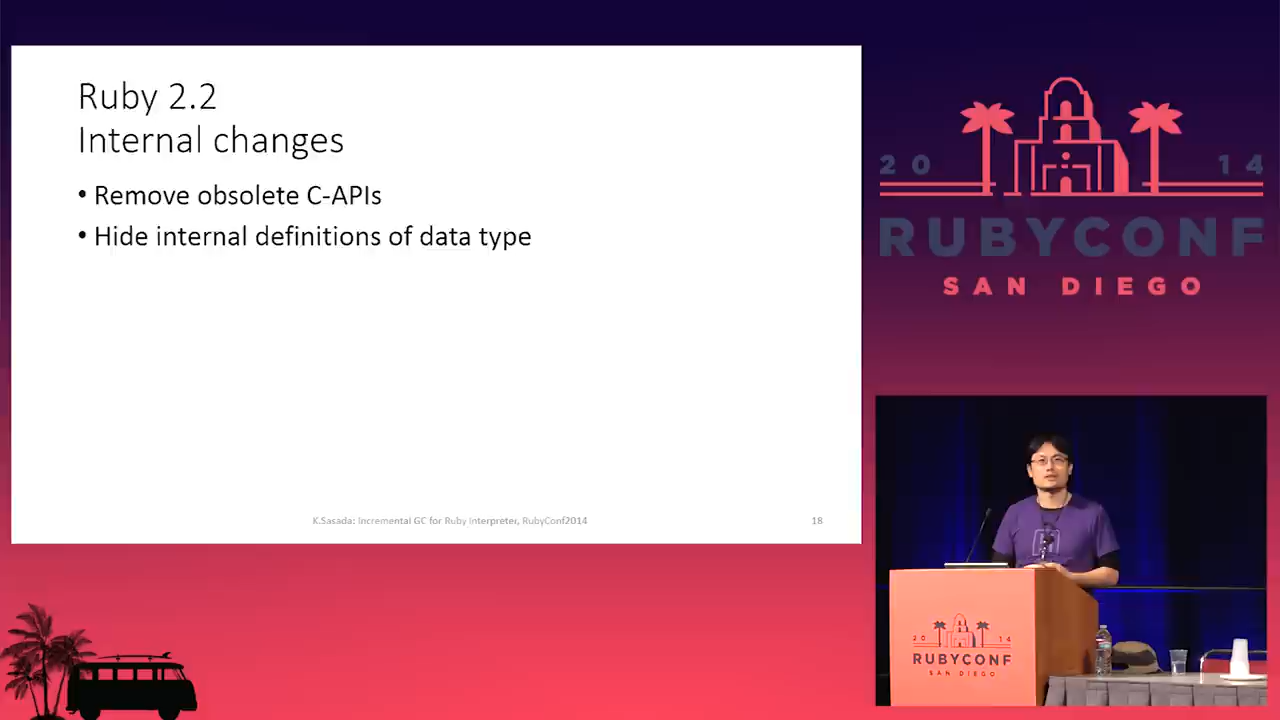 Ruby 2.2
Internal changes
• Remove obsolete C-APIs
• Hide internal definitions of data type
K.Sasada: Incremental GC for Ruby Interpreter, RubyConf2014
18
20 14
RUBYCONF
SAN DIEGO
20 14
RUBYCONF
SAN DIEGO